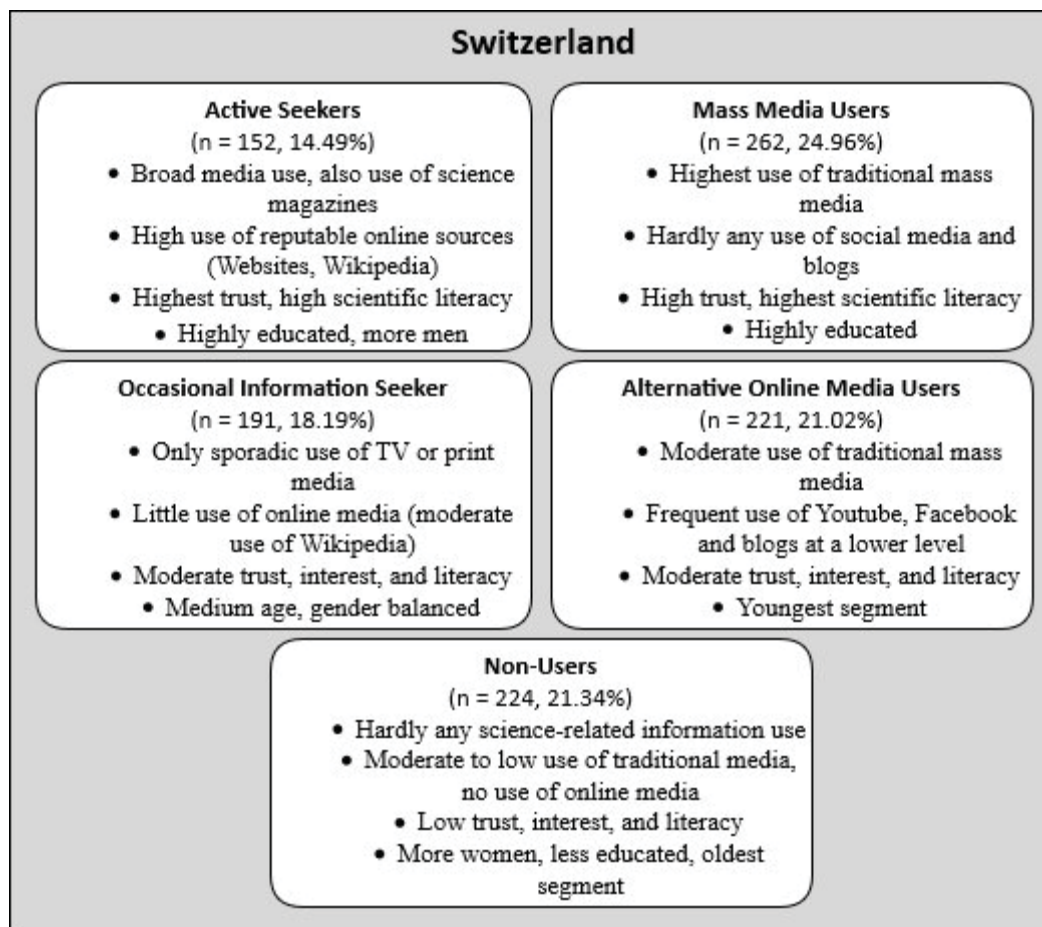 Switzerland
Active Seekers
(n = 152, 14.49%)
• Broad media use, also use of science
magazines
• High use of reputable online sources
(Websites, Wikipedia)
• Highest trust, high scientific literacy
• Highly educated, more men
Mass Media Users
(n = 262, 24.96%)
• Highest use of traditional mass
media
• Hardly any use of social media and
blogs
• High trust, highest scientific literacy
• Highly educated
Occasional Information Seeker
(n = 191, 18.19%)
• Only sporadic use of TV or print
media
• Little use of online media (moderate
use of Wikipedia)
• Moderate trust, interest, and literacy
• Medium age, gender balanced
Alternative Online Media Users
(n = 221, 21.02%)
• Moderate use of traditional mass
media
• Frequent use of Youtube, Facebook
and blogs at a lower level
• Moderate trust, interest, and literacy
• Youngest segment
Non-Users
(n = 224, 21.34%)
• Hardly any science-related information use
• Moderate to low use of traditional media,
no use of online media
• Low trust, interest, and literacy
• More women, less educated, oldest
segment